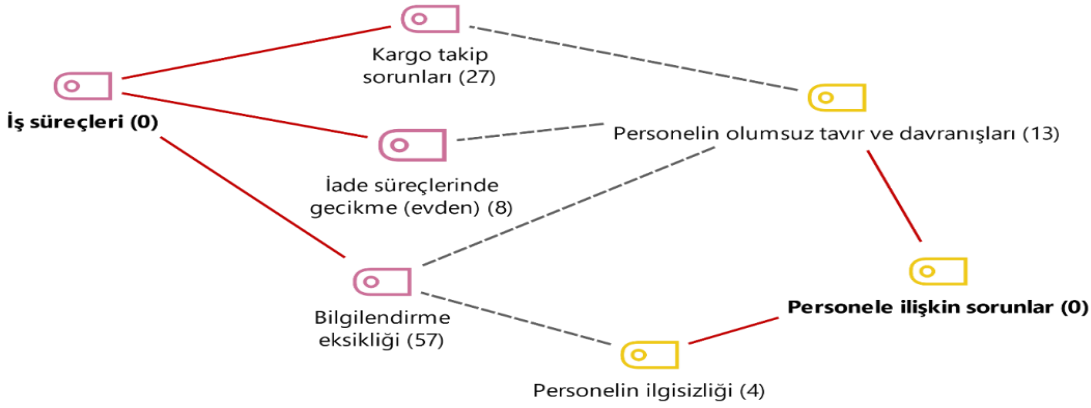 Kargo takip
sorunları (27)
İş süreçleri (0)
Personelin olumsuz tavır ve davranışları (13)
İade süreçlerinde
gecikme (evden) (8)
Personele ilişkin sorunlar (0)
Bilgilendirme
eksikliği (57)
Personelin ilgisizliği (4)